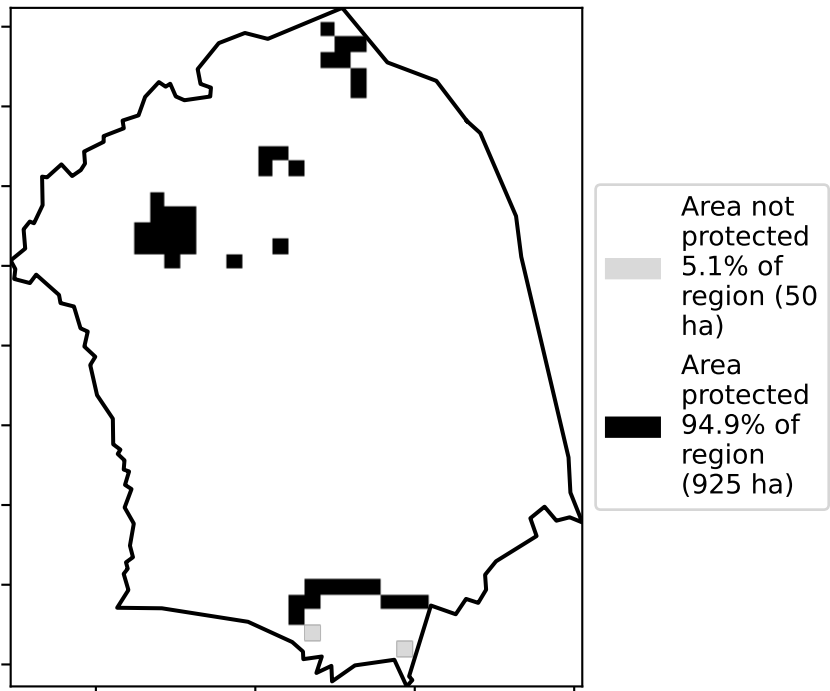 Area not
protected
5.1% of
region (50
ha)
Area
protected
94.9% of
region
(925 ha)